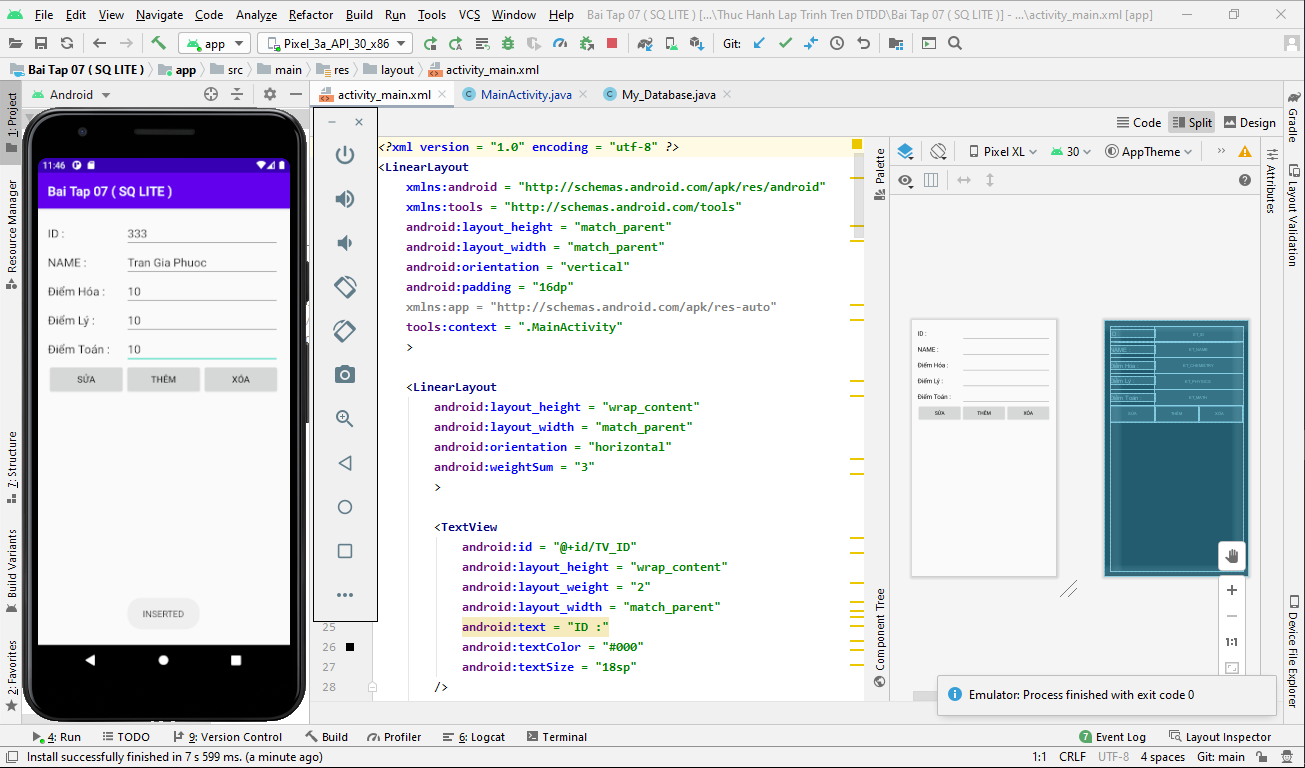 File Edit View Navigate Code Analyze Refactor Build Run Tools VCS Window Help Bai Tap 07 ( SQ LITE ) [...\Thuc Hanh Lap Trinh Tren DTDD\Bai Tap 07 ( SQ LITE )] - ...\activity_main.xml [app]
app Pixel_3a_API_30_x86 Git:
Bai Tap 07 ( SQ LITE ) app src main res layout activity_main.xml
Android activity_main.xml MainActivity.java My_Database.java
Code Split Design
1: Project
Resource Manager
7: Structure
Build Variants
2: Favorites
11:46
Bai Tap 07 ( SQ LITE )
ID : 333
NAME : Tran Gia Phuoc
Điểm Hóa : 10
Điểm Lý : 10
Điểm Toán : 10
SỬA THÊM XÓA
INSERTED
<?xml version = "1.0" encoding = "utf-8" ?>
<LinearLayout
xmlns:android = "http://schemas.android.com/apk/res/android"
xmlns:tools = "http://schemas.android.com/tools"
android:layout_height = "match_parent"
android:layout_width = "match_parent"
android:orientation = "vertical"
android:padding = "16dp"
xmlns:app = "http://schemas.android.com/apk/res-auto"
tools:context = ".MainActivity"
>
<LinearLayout
android:layout_height = "wrap_content"
android:layout_width = "match_parent"
android:orientation = "horizontal"
android:weightSum = "3"
>
<TextView
android:id = "@+id/TV_ID"
android:layout_height = "wrap_content"
android:layout_weight = "2"
android:layout_width = "match_parent"
25 android:text = "ID :"
26 android:textColor = "#000"
27 android:textSize = "18sp"
28 />
Palette
Component Tree
Pixel XL 30 AppTheme
ID :
NAME :
Điểm Hóa :
Điểm Lý :
Điểm Toán :
SỬA THÊM XÓA
1:1
Gradle
Attributes
Layout Validation
Device File Explorer
Emulator: Process finished with exit code 0
4: Run TODO 9: Version Control Build Profiler 6: Logcat Terminal 7 Event Log Layout Inspector
Install successfully finished in 7 s 599 ms. (a minute ago) 1:1 CRLF UTF-8 4 spaces Git: main